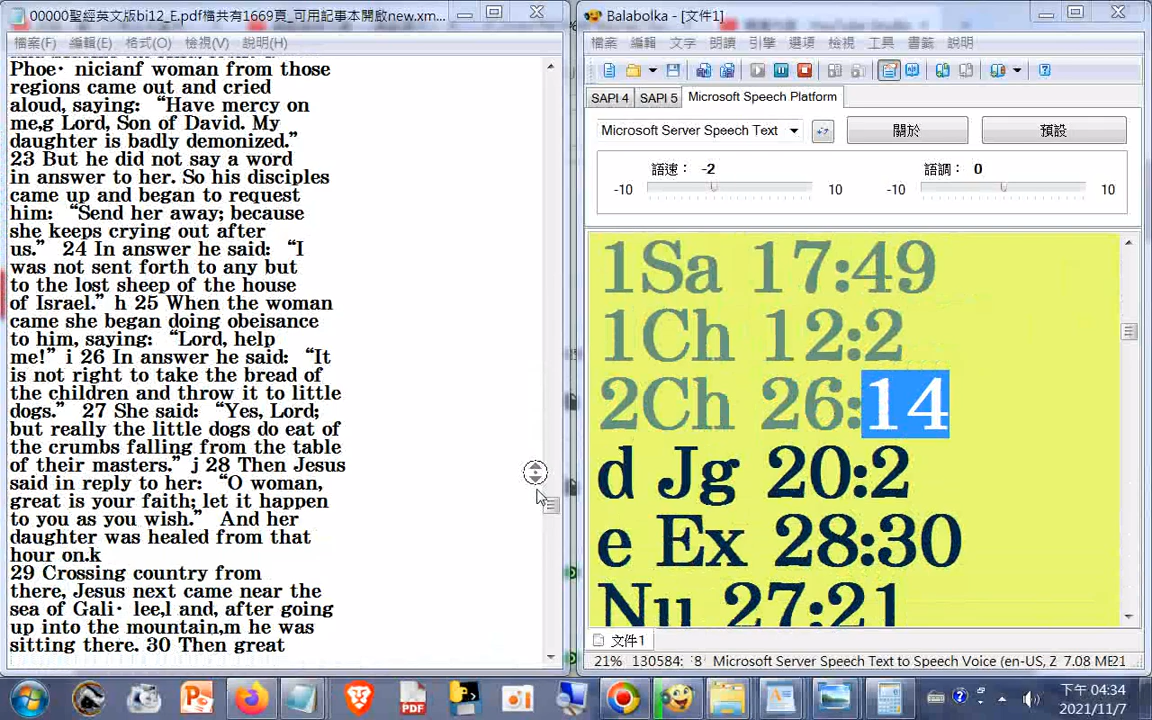 00000聖經英文版bi12_E.pdf檔共有1669頁_可用記事本開啟new.xm...
檔案(F) 編輯(E) 格式(O) 檢視(V) 說明(H)
Phoe· nicianf woman from those
regions came out and cried
aloud, saying: “Have mercy on
me,g Lord, Son of David. My
daughter is badly demonized.”
23 But he did not say a word
in answer to her. So his disciples
came up and began to request
him: “Send her away; because
she keeps crying out after
us.” 24 In answer he said: “I
was not sent forth to any but
to the lost sheep of the house
of Israel.” h 25 When the woman
came she began doing obeisance
to him, saying: “Lord, help
me!” i 26 In answer he said: “It
is not right to take the bread of
the children and throw it to little
dogs.” 27 She said: “Yes, Lord;
but really the little dogs do eat of
the crumbs falling from the table
of their masters.” j 28 Then Jesus
said in reply to her: “O woman,
great is your faith; let it happen
to you as you wish.” And her
daughter was healed from that
hour on.k
29 Crossing country from
there, Jesus next came near the
sea of Gali· lee,l and, after going
up into the mountain,m he was
sitting there. 30 Then great
Balabolka - [文件1]
檔案 編輯 文字 朗讀 引擎 選項 檢視 工具 書籤 說明
SAPI 4 SAPI 5 Microsoft Speech Platform
Microsoft Server Speech Text 關於 預設
語速: -2 語調: 0
-10 10 -10 10
1Sa 17:49
1Ch 12:2
2Ch 26:14
d Jg 20:2
e Ex 28:30
Nu 27:21
文件1
21% 130584: '8' Microsoft Server Speech Text to Speech Voice (en-US, Z 7.08 ME21
PDF
下午 04:34
2021/11/7